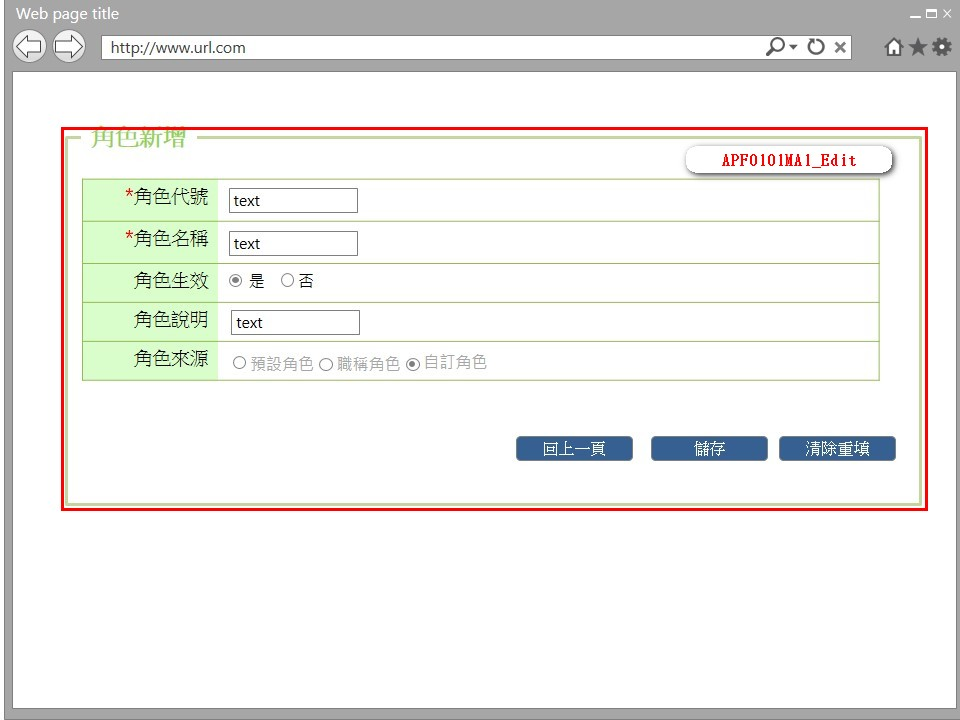 Web page title
http://www.url.com
角色新增
APF0101MA1_Edit
*角色代號 text
*角色名稱 text
角色生效 是 否
角色說明 text
角色來源 預設角色 職稱角色 自訂角色
回上一頁 儲存 清除重填